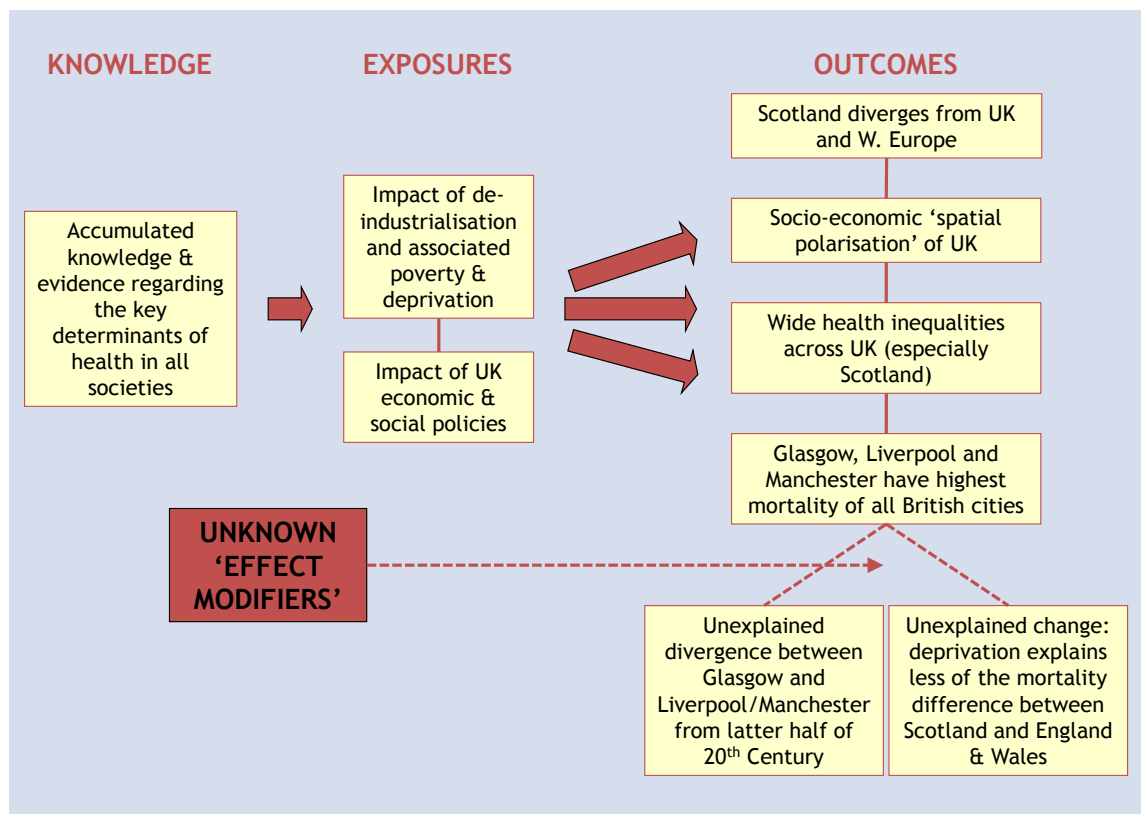 KNOWLEDGE
EXPOSURES
OUTCOMES
Accumulated
knowledge &
evidence regarding
the key
determinants of
health in all
societies
Impact of de-
industrialisation
and associated
poverty &
deprivation
Impact of UK
economic &
social policies
Scotland diverges from UK
and W. Europe
Socio-economic ‘spatial
polarisation’ of UK
Wide health inequalities
across UK (especially
Scotland)
Glasgow, Liverpool and
Manchester have highest
mortality of all British cities
UNKNOWN
‘EFFECT
MODIFIERS’
Unexplained
divergence between
Glasgow and
Liverpool/Manchester
from latter half of
20th Century
Unexplained change:
deprivation explains
less of the mortality
difference between
Scotland and England
& Wales